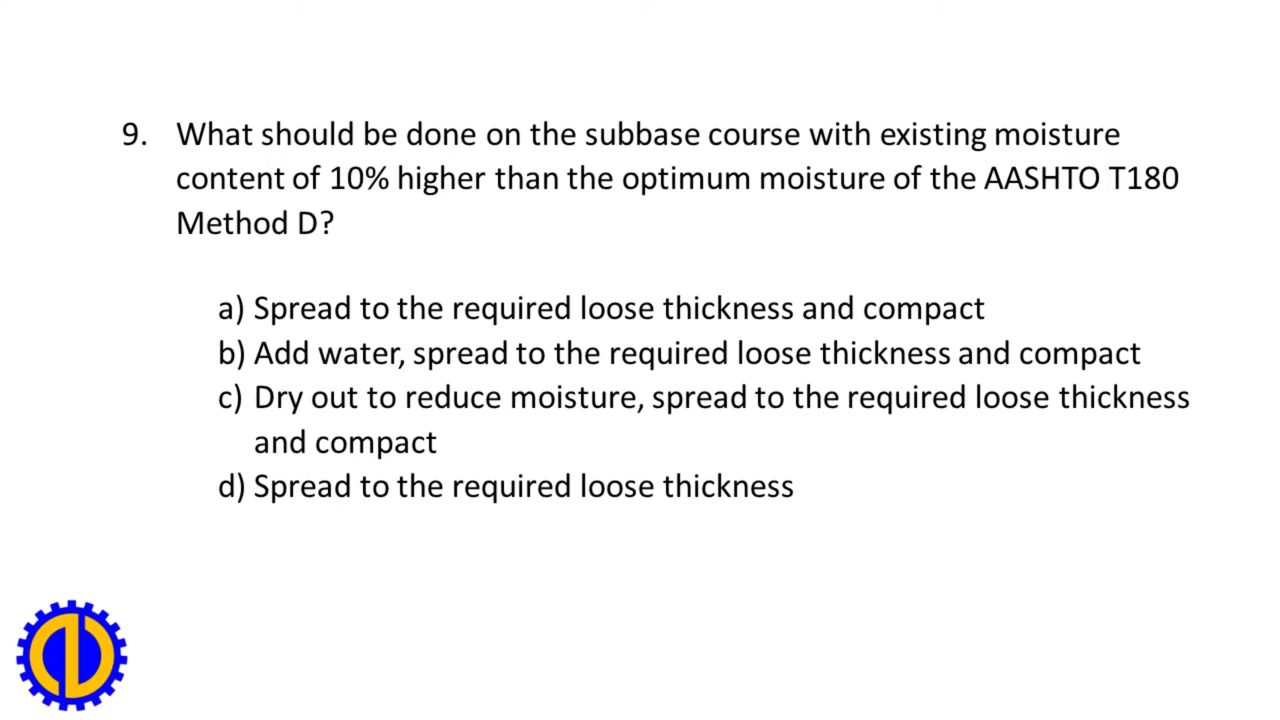 9. What should be done on the subbase course with existing moisture
content of 10% higher than the optimum moisture of the AASHTO T180
Method D?
a) Spread to the required loose thickness and compact
b) Add water, spread to the required loose thickness and compact
c) Dry out to reduce moisture, spread to the required loose thickness
and compact
d) Spread to the required loose thickness